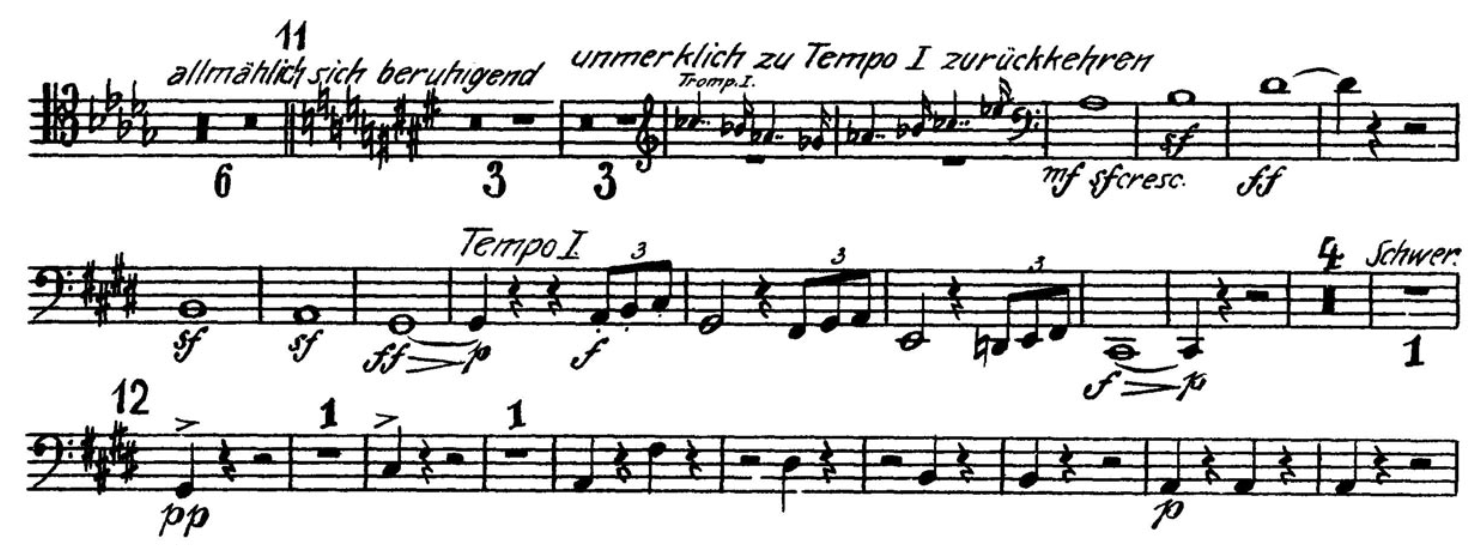 11
allmählich sich beruhigend unmerklich zu Tempo I zurückkehren
Tromp. I.
6 3 3 mf sf cresc. sf ff
Tempo I. 3 3 3 4 Schwer.
sf sf ff p f f p 1
12 1 1
pp p